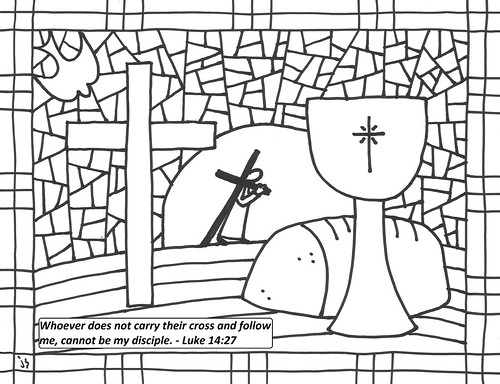 Whoever does not carry their cross and follow
me, cannot be my disciple. - Luke 14:27